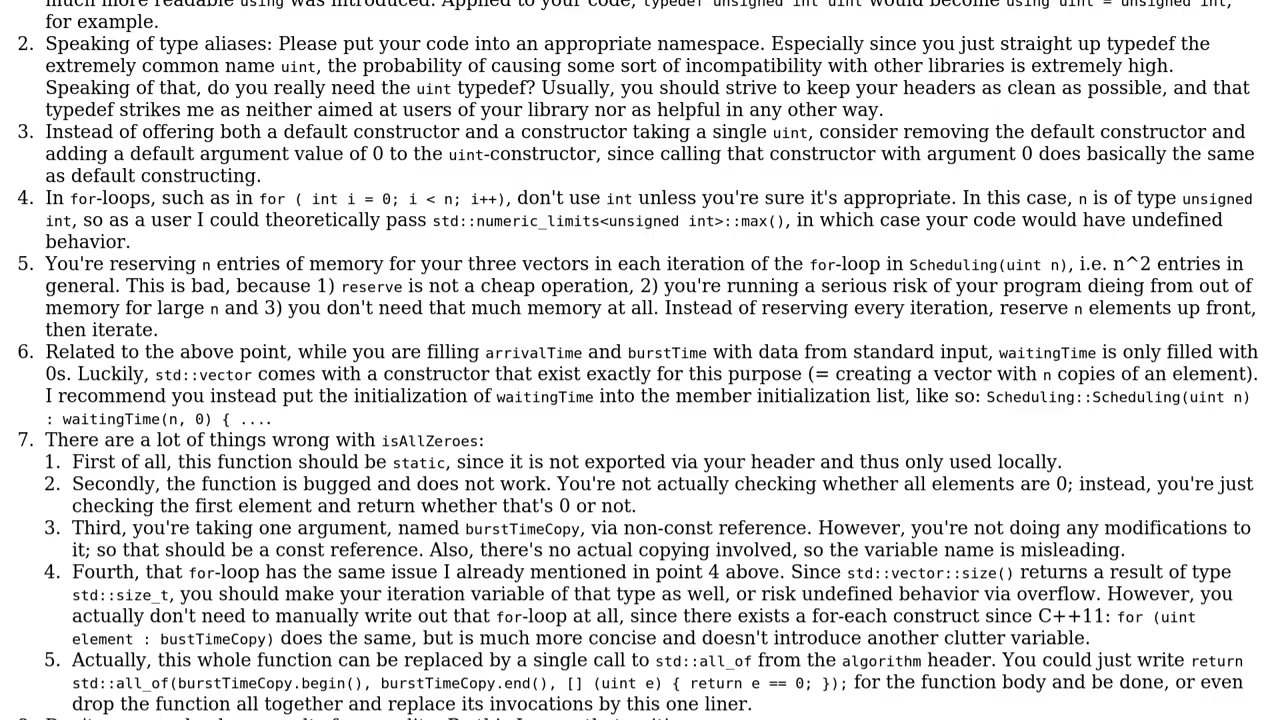 much more readable using was introduced. Applied to your code, typedef unsigned int uint would become using uint = unsigned int,
for example.
2. Speaking of type aliases: Please put your code into an appropriate namespace. Especially since you just straight up typedef the
extremely common name uint, the probability of causing some sort of incompatibility with other libraries is extremely high.
Speaking of that, do you really need the uint typedef? Usually, you should strive to keep your headers as clean as possible, and that
typedef strikes me as neither aimed at users of your library nor as helpful in any other way.
3. Instead of offering both a default constructor and a constructor taking a single uint, consider removing the default constructor and
adding a default argument value of 0 to the uint-constructor, since calling that constructor with argument 0 does basically the same
as default constructing.
4. In for-loops, such as in for ( int i = 0; i < n; i++), don't use int unless you're sure it's appropriate. In this case, n is of type unsigned
int, so as a user I could theoretically pass std::numeric_limits<unsigned int>::max(), in which case your code would have undefined
behavior.
5. You're reserving n entries of memory for your three vectors in each iteration of the for-loop in Scheduling(uint n), i.e. n^2 entries in
general. This is bad, because 1) reserve is not a cheap operation, 2) you're running a serious risk of your program dieing from out of
memory for large n and 3) you don't need that much memory at all. Instead of reserving every iteration, reserve n elements up front,
then iterate.
6. Related to the above point, while you are filling arrivalTime and burstTime with data from standard input, waitingTime is only filled with
0s. Luckily, std::vector comes with a constructor that exist exactly for this purpose (= creating a vector with n copies of an element).
I recommend you instead put the initialization of waitingTime into the member initialization list, like so: Scheduling::Scheduling(uint n)
: waitingTime(n, 0) { ....
7. There are a lot of things wrong with isAllZeroes:
1. First of all, this function should be static, since it is not exported via your header and thus only used locally.
2. Secondly, the function is bugged and does not work. You're not actually checking whether all elements are 0; instead, you're just
checking the first element and return whether that's 0 or not.
3. Third, you're taking one argument, named burstTimeCopy, via non-const reference. However, you're not doing any modifications to
it; so that should be a const reference. Also, there's no actual copying involved, so the variable name is misleading.
4. Fourth, that for-loop has the same issue I already mentioned in point 4 above. Since std::vector::size() returns a result of type
std::size_t, you should make your iteration variable of that type as well, or risk undefined behavior via overflow. However, you
actually don't need to manually write out that for-loop at all, since there exists a for-each construct since C++11: for (uint
element : bustTimeCopy) does the same, but is much more concise and doesn't introduce another clutter variable.
5. Actually, this whole function can be replaced by a single call to std::all_of from the algorithm header. You could just write return
std::all_of(burstTimeCopy.begin(), burstTimeCopy.end(), [] (uint e) { return e == 0; }); for the function body and be done, or even
drop the function all together and replace its invocations by this one liner.